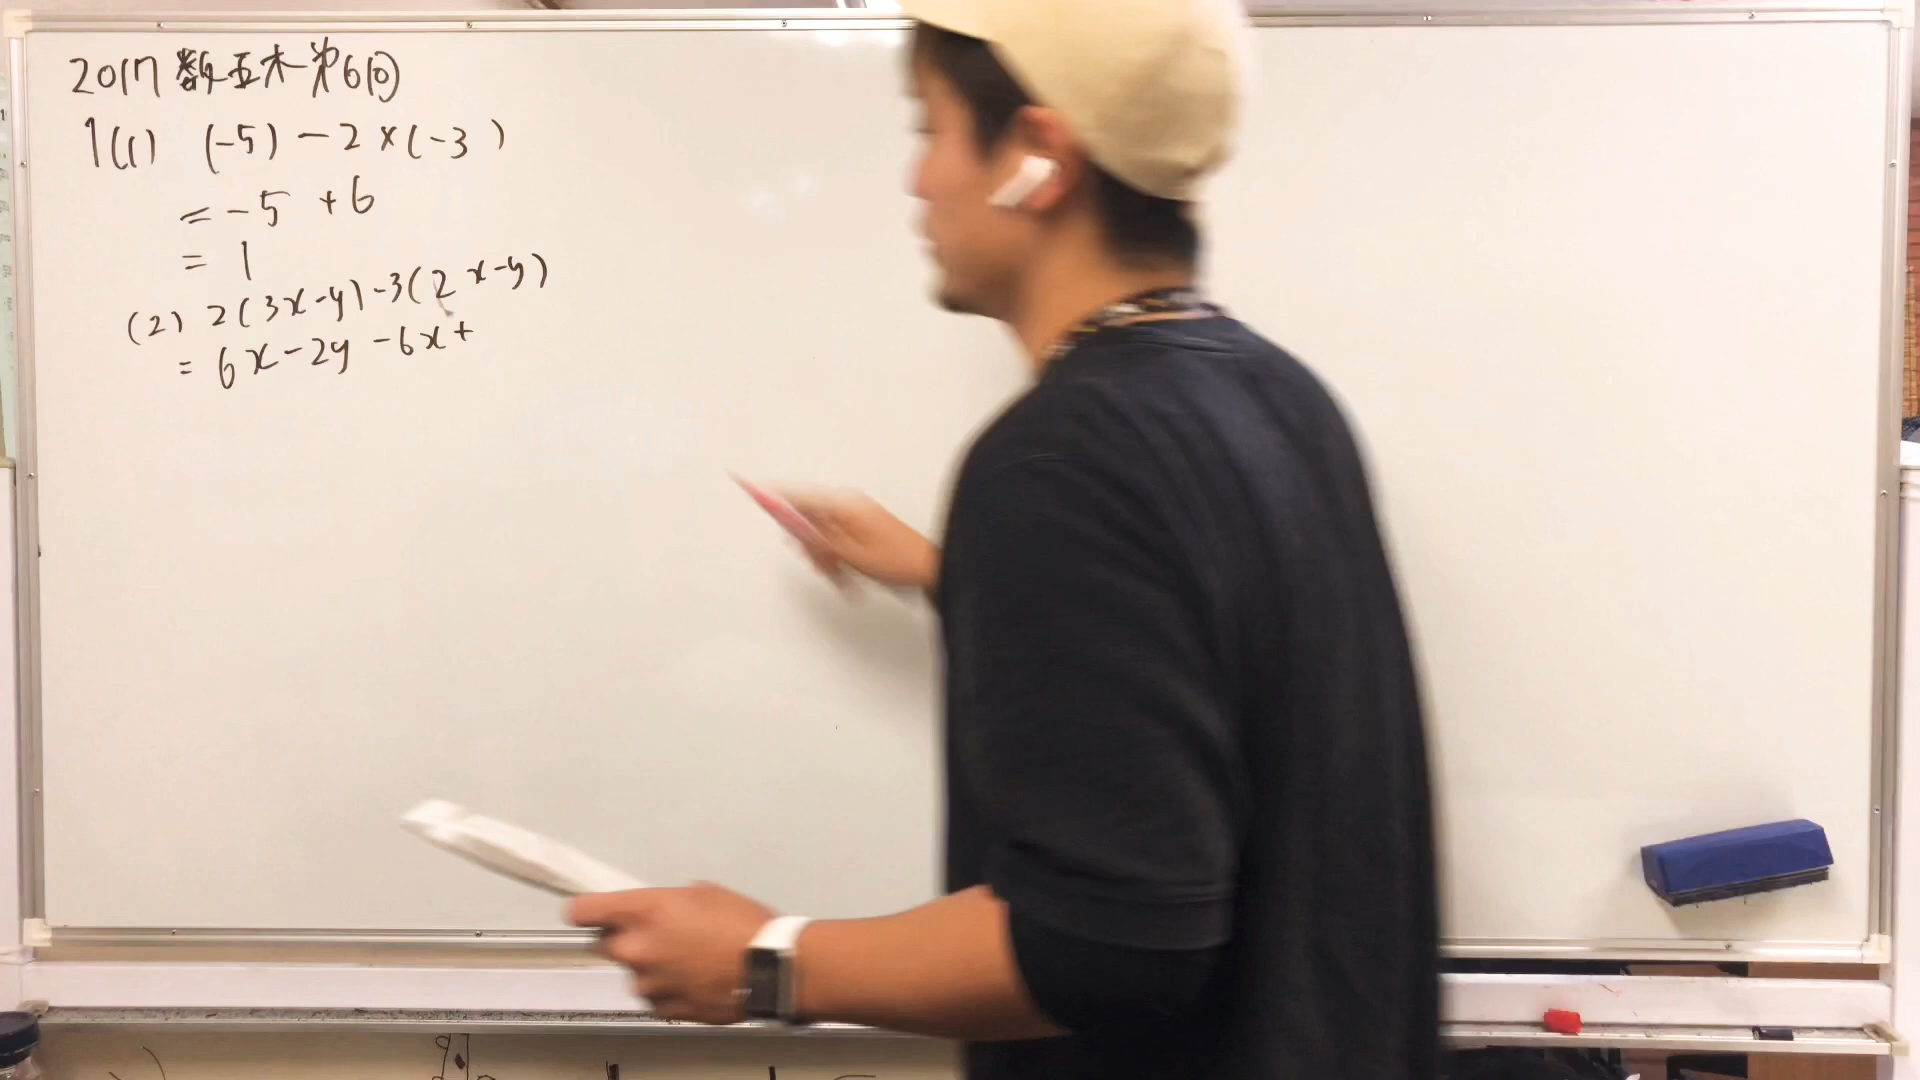 2017 数五木第6回
1(1) (-5) - 2 × (-3)
= -5 +6
= 1
(2) 2(3x-y)-3(2x-y)
= 6x-2y-6x+